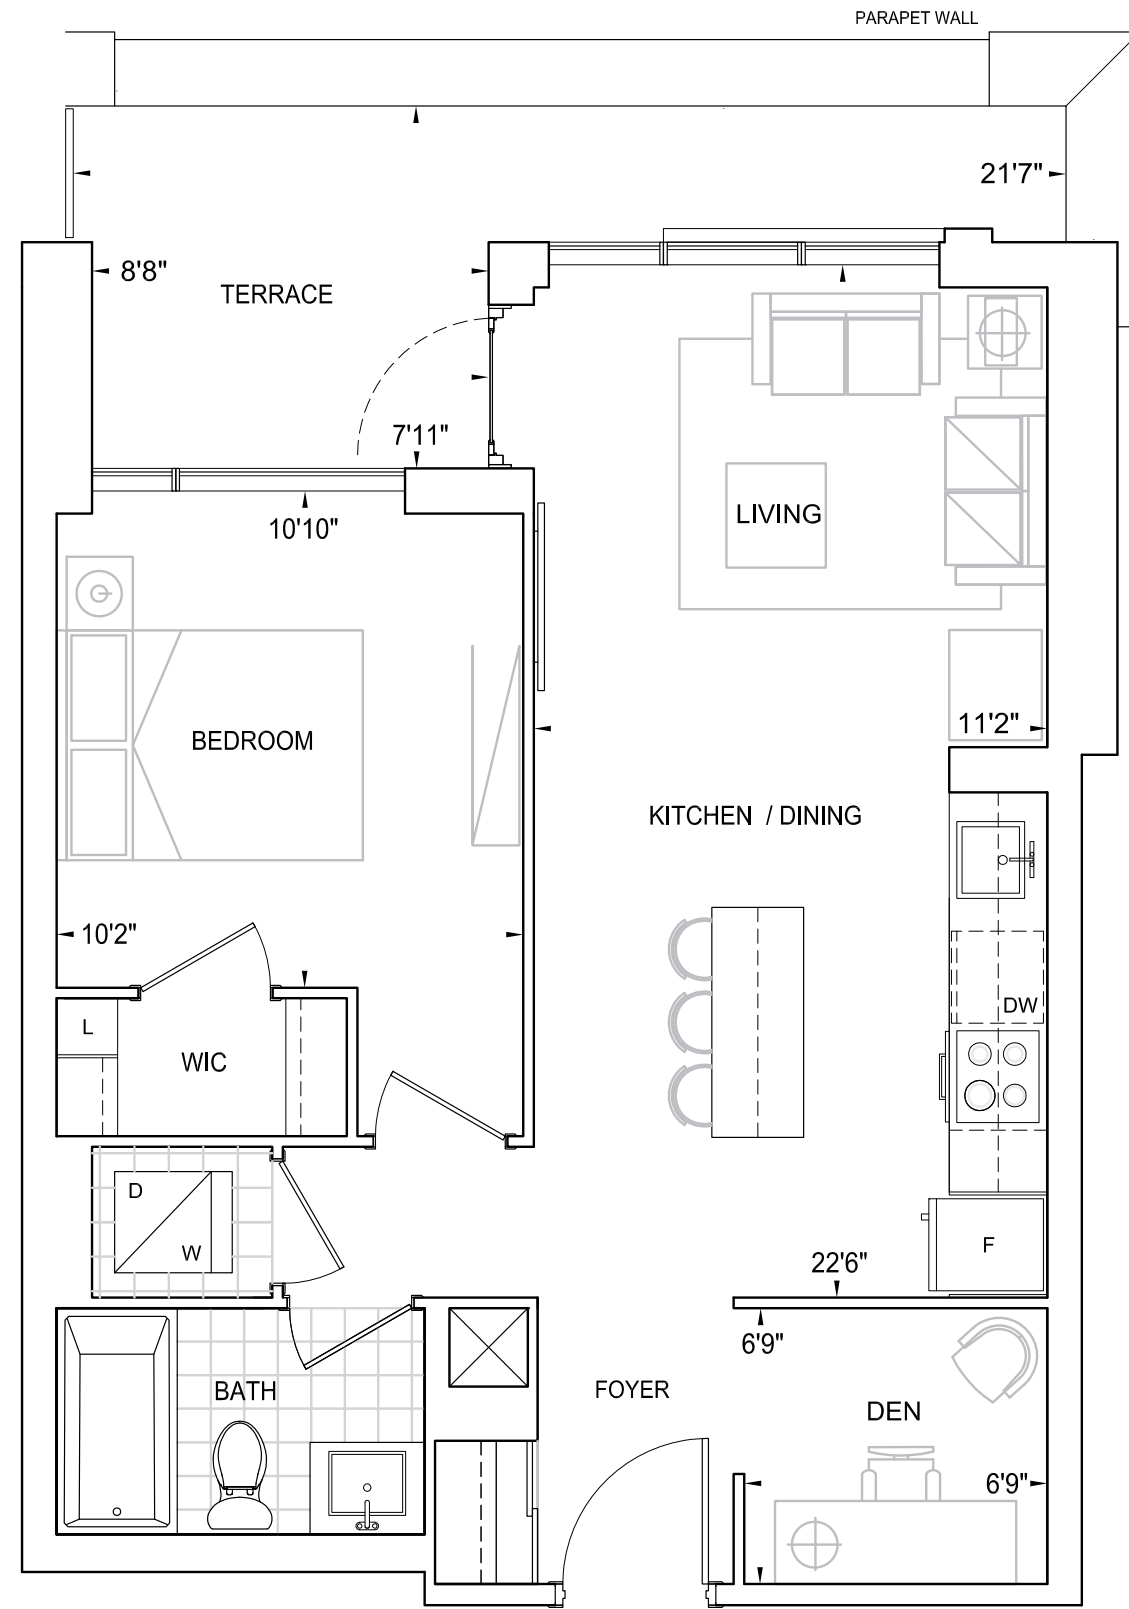 PARAPET WALL
21'7"
8'8"
TERRACE
7'11"
10'10"
LIVING
11'2"
BEDROOM
KITCHEN / DINING
10'2"
L
WIC
DW
D
W
F
22'6"
6'9"
FOYER
BATH
DEN
6'9"